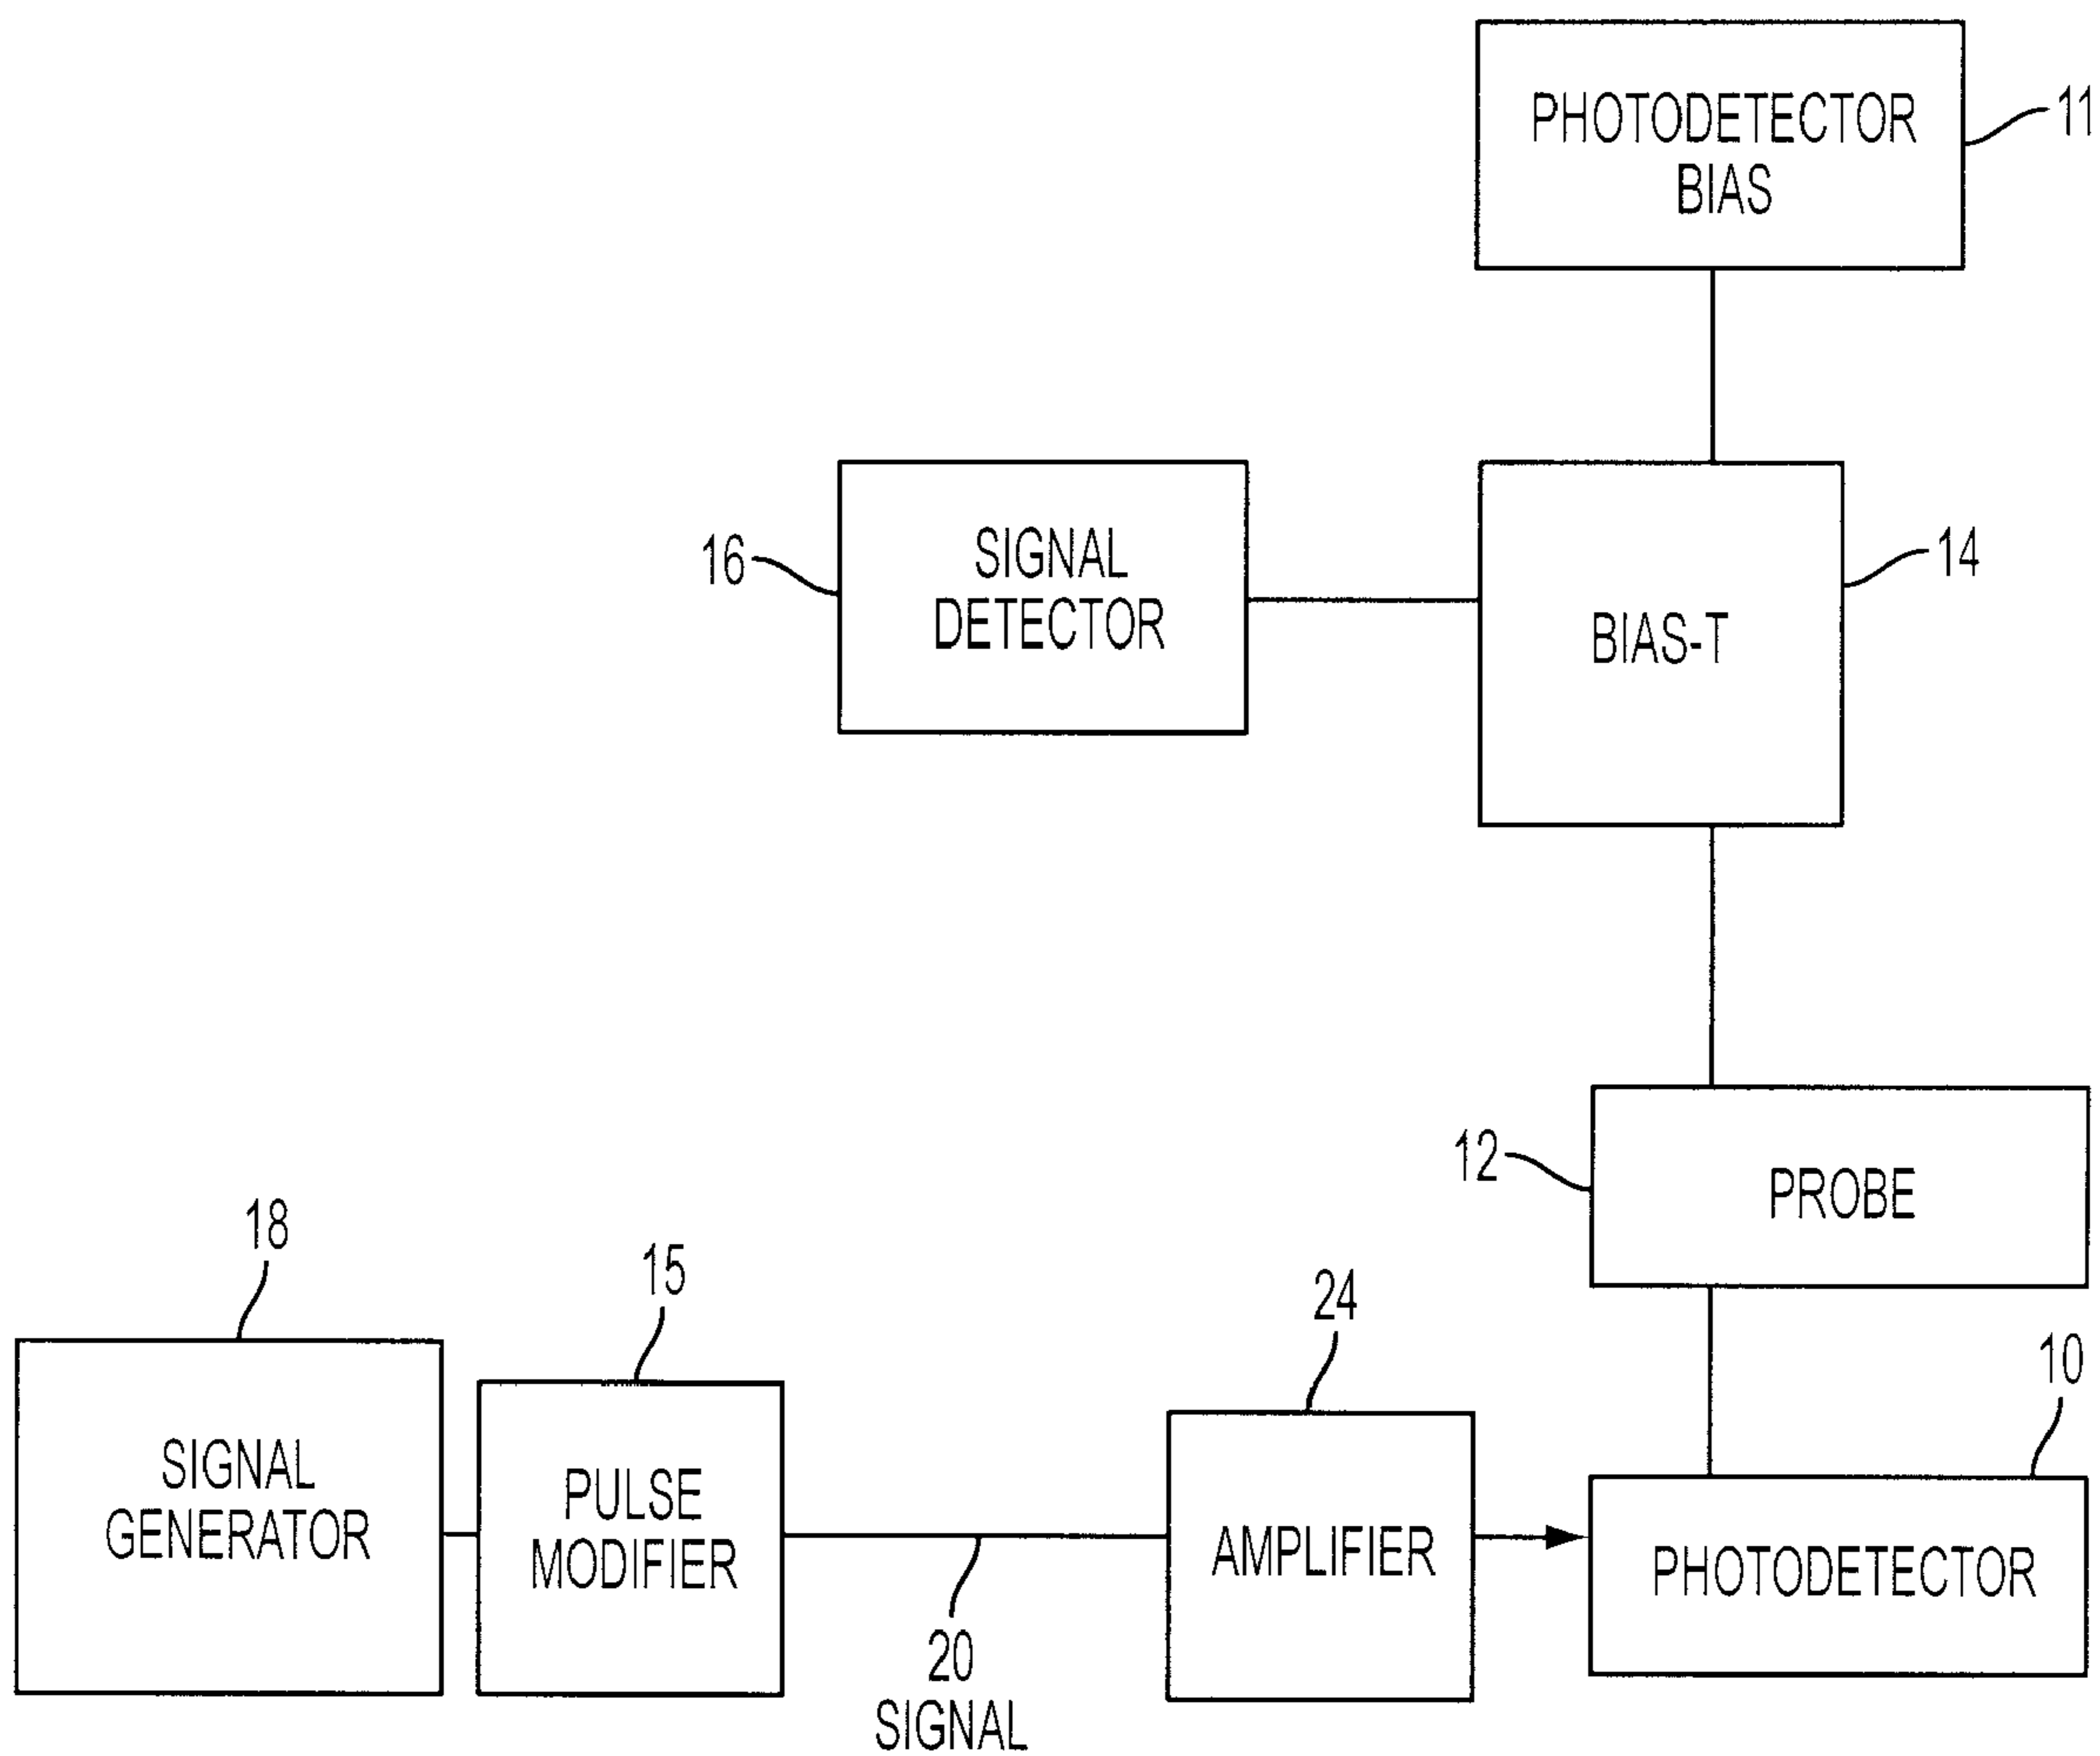 PHOTODETECTOR
BIAS
11
16
SIGNAL
DETECTOR
BIAS-T
14
12
PROBE
18
SIGNAL
GENERATOR
15
PULSE
MODIFIER
20
SIGNAL
24
AMPLIFIER
10
PHOTODETECTOR